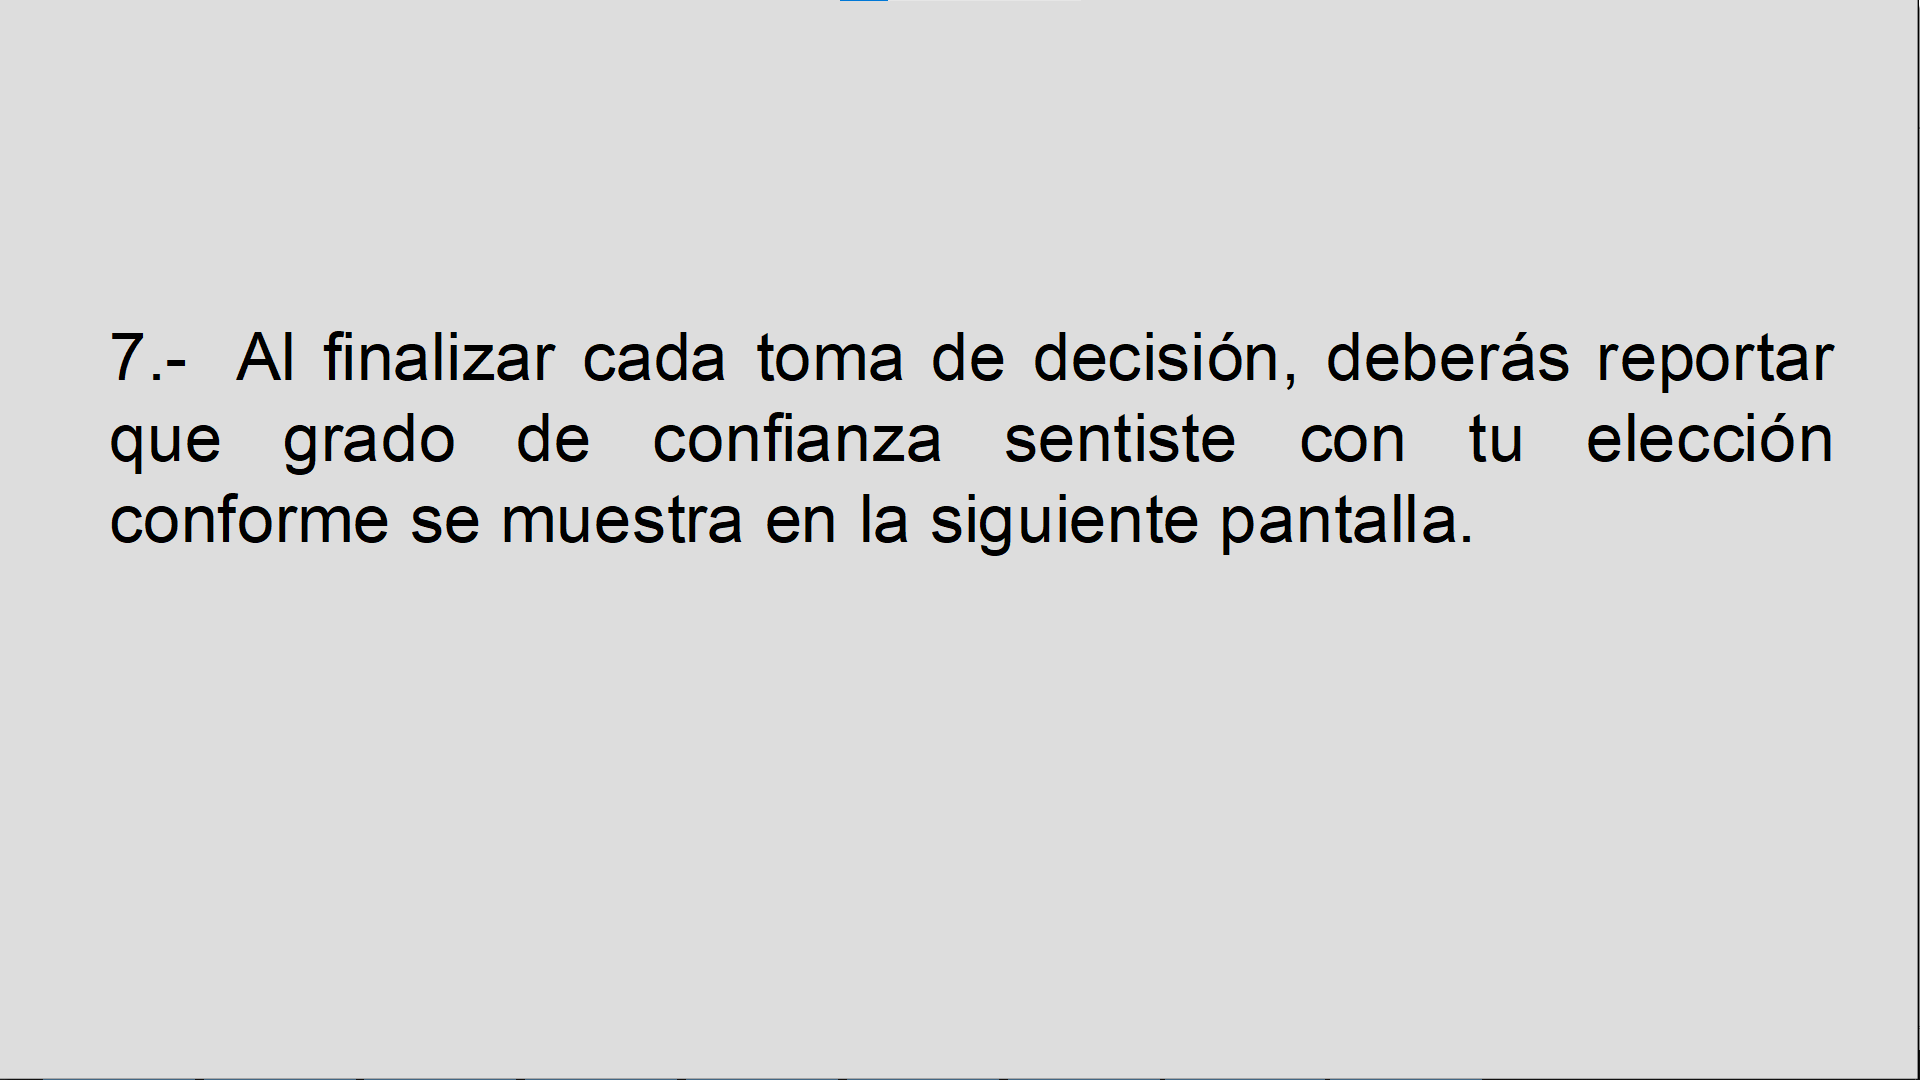 7.- Al finalizar cada toma de decisión, deberás reportar
que grado de confianza sentiste con tu elección
conforme se muestra en la siguiente pantalla.